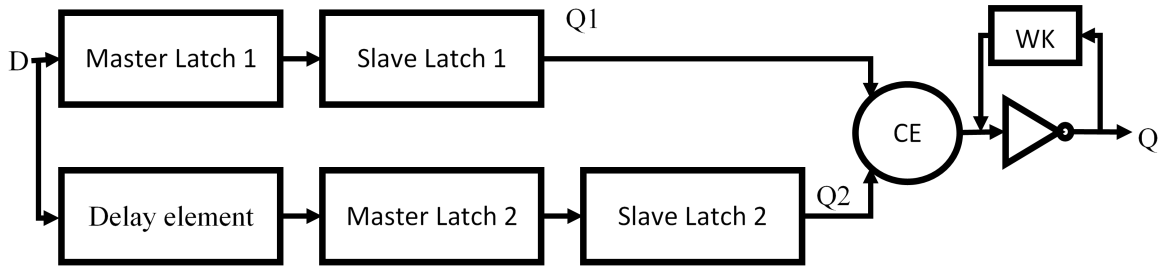 Q1
D
Master Latch 1
Slave Latch 1
WK
CE
Q
Delay element
Master Latch 2
Slave Latch 2
Q2